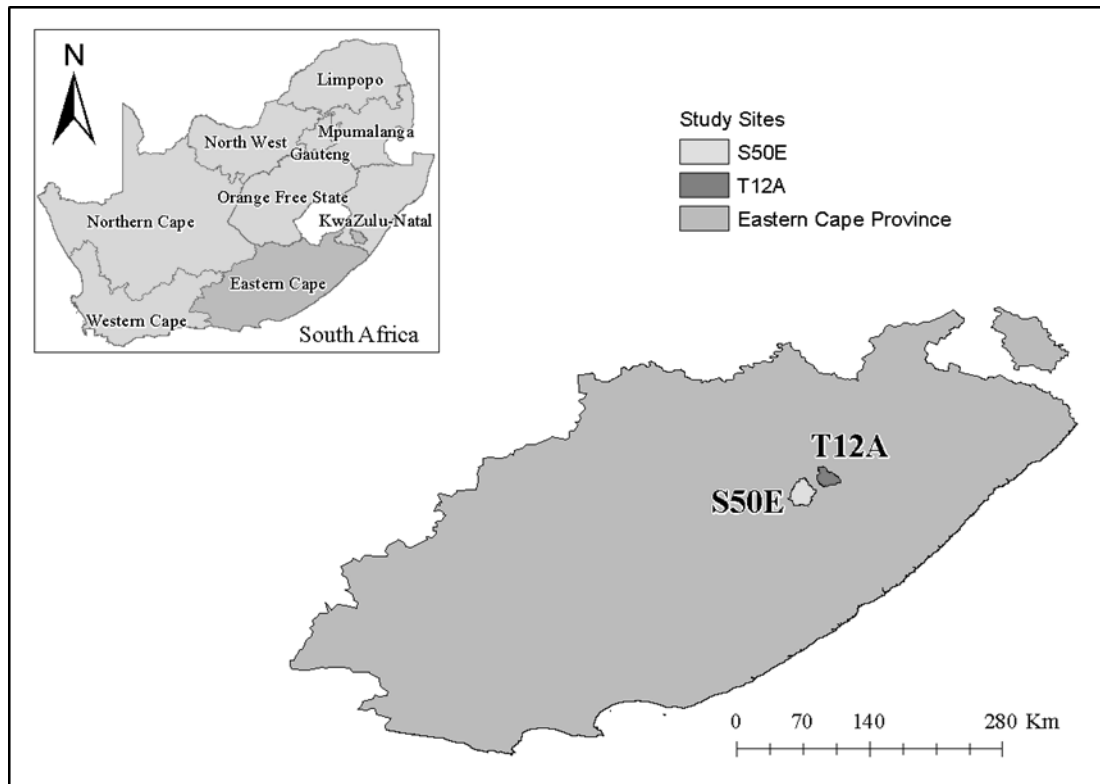 N
Limpopo
Mpumalanga
North West
Gauteng
Orange Free State
KwaZulu-Natal
Northern Cape
Eastern Cape
Western Cape
South Africa
Study Sites
S50E
T12A
Eastern Cape Province
T12A
S50E
0 70 140 280 Km